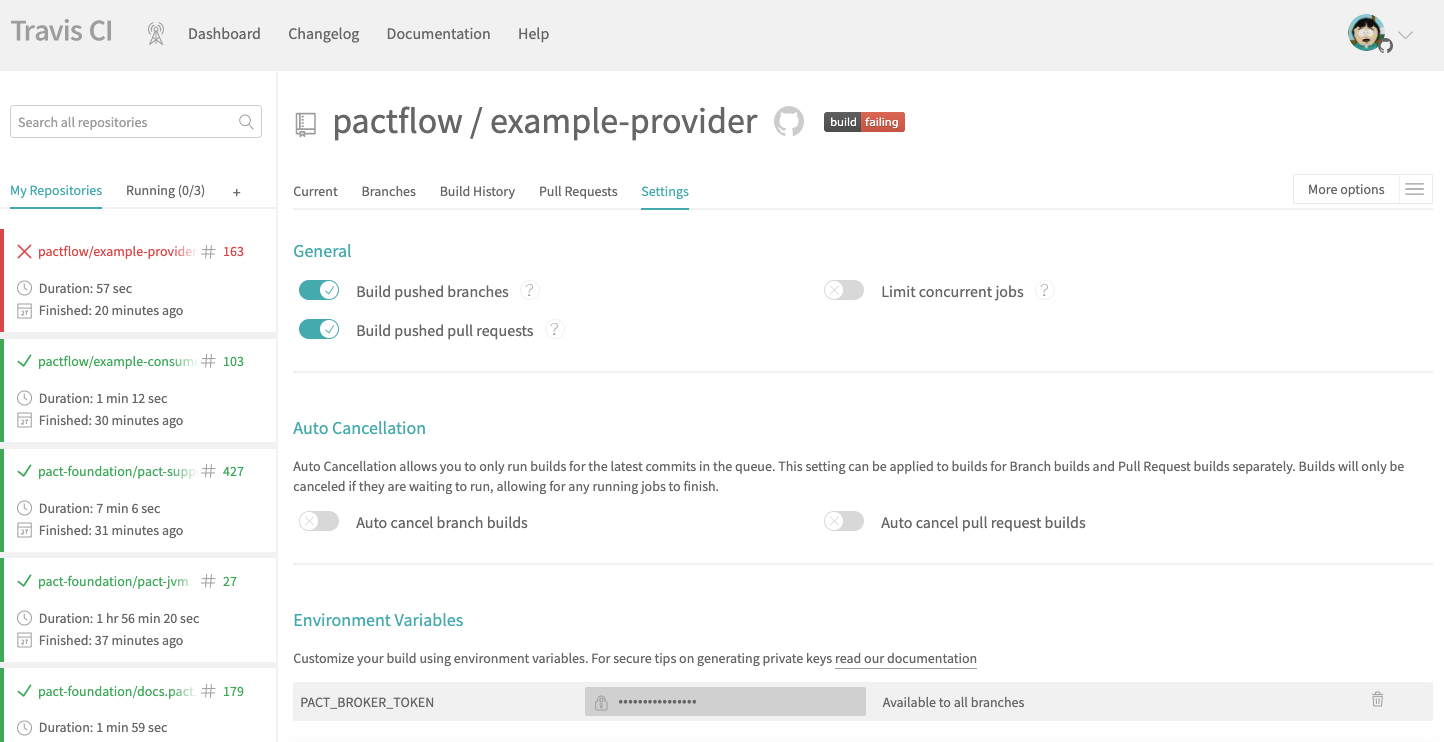 Travis CI
Dashboard
Changelog
Documentation
Help
Search all repositories
My Repositories
Running (0/3)
+
pactflow/example-provider # 163
Duration: 57 sec
27 Finished: 20 minutes ago
pactflow/example-consum # 103
Duration: 1 min 12 sec
27 Finished: 30 minutes ago
pact-foundation/pact-supp # 427
Duration: 7 min 6 sec
27 Finished: 31 minutes ago
pact-foundation/pact-jvm # 27
Duration: 1 hr 56 min 20 sec
27 Finished: 37 minutes ago
pact-foundation/docs.pact. # 179
Duration: 1 min 59 sec
pactflow / example-provider
build failing
Current
Branches
Build History
Pull Requests
Settings
More options
General
Build pushed branches ?
Limit concurrent jobs ?
Build pushed pull requests ?
Auto Cancellation
Auto Cancellation allows you to only run builds for the latest commits in the queue. This setting can be applied to builds for Branch builds and Pull Request builds separately. Builds will only be
canceled if they are waiting to run, allowing for any running jobs to finish.
Auto cancel branch builds
Auto cancel pull request builds
Environment Variables
Customize your build using environment variables. For secure tips on generating private keys read our documentation
PACT_BROKER_TOKEN
••••••••••••••••
Available to all branches